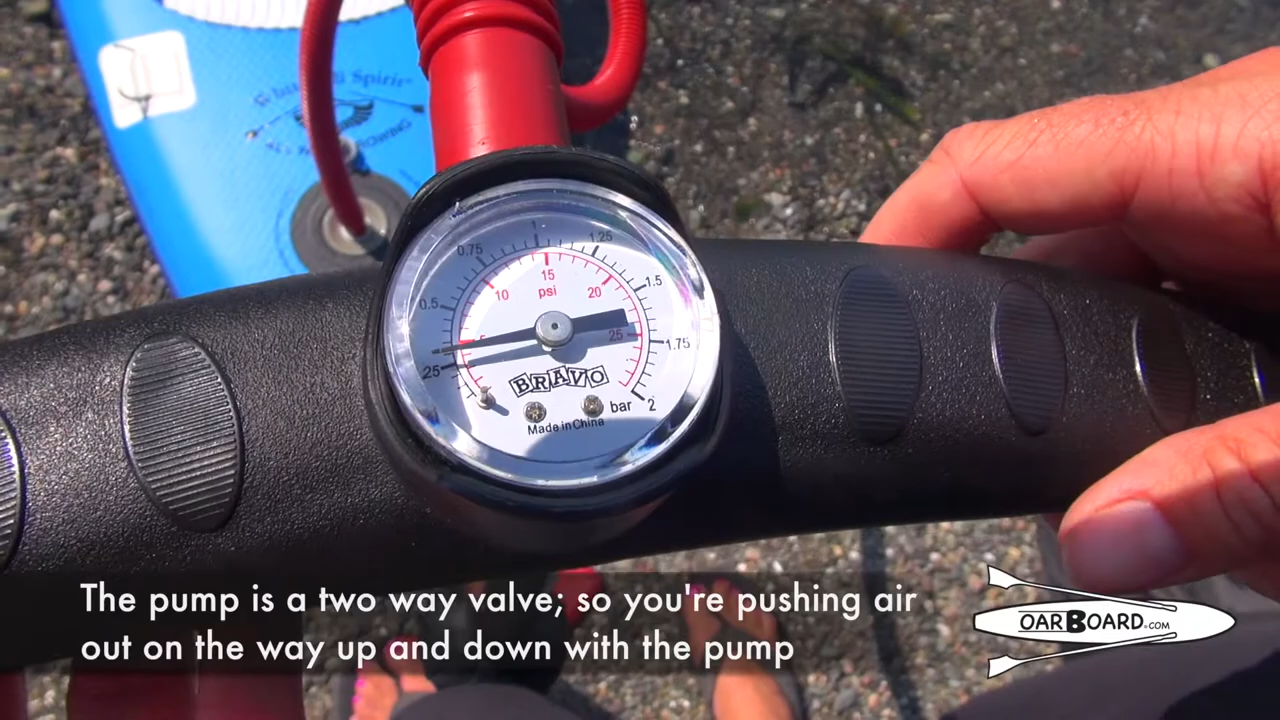 0.75
1
1.25
0.5
15
1.5
10
psi
20
5
25
1.75
25
BRAVO
bar
2
Made in China
The pump is a two way valve; so you're pushing air
out on the way up and down with the pump
OARBOARD.COM